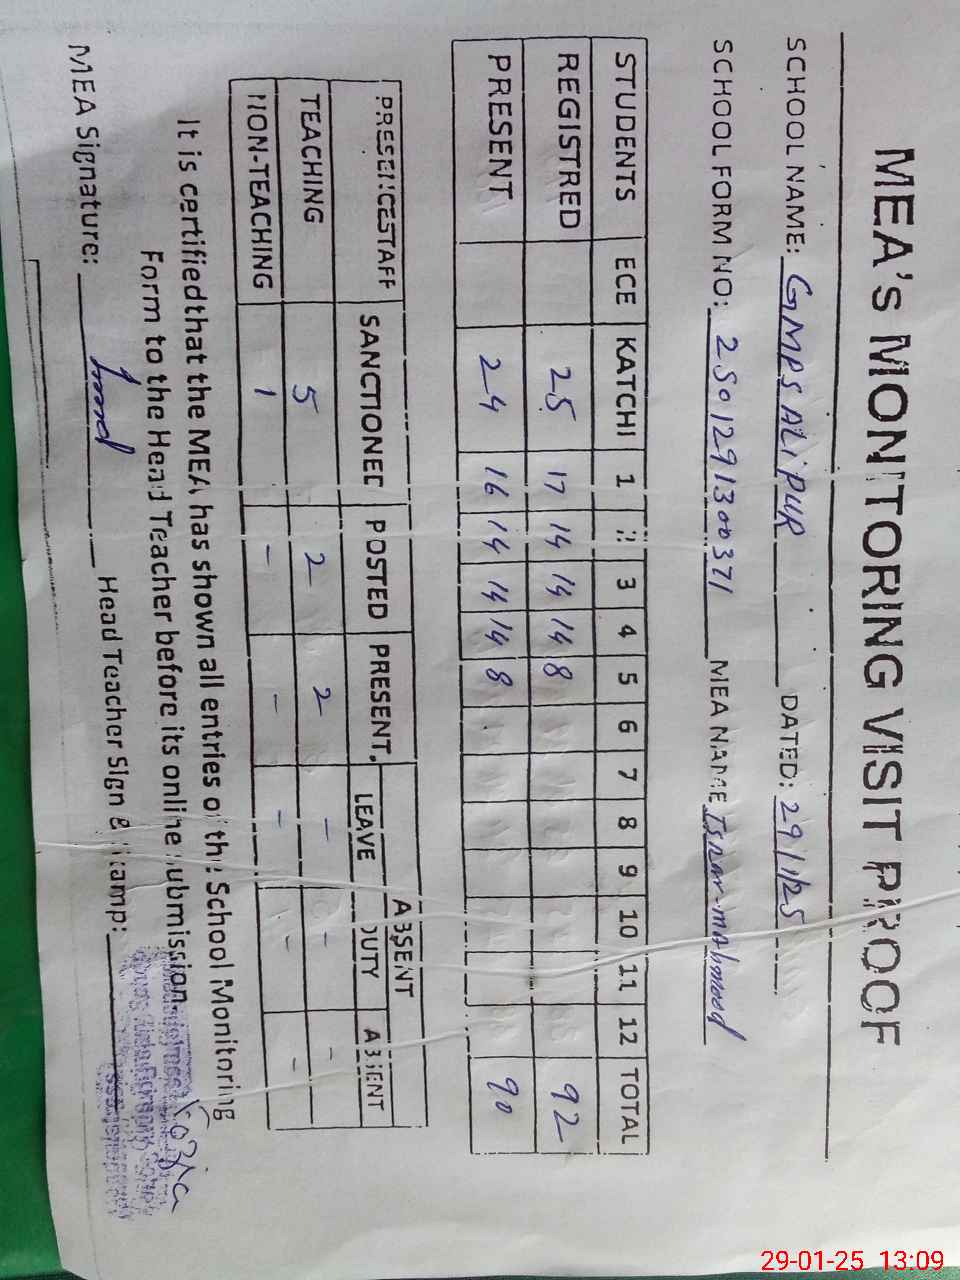 MEA's MONITORING VISIT PROOF
SCHOOL NAME: GMPS ALiPUR DATED: 29/1/25
SCHOOL FORM NO: 2501291300371 MEA NAME mahmood
STUDENTS ECE KATCHI 1 2 3 4 5 6 7 8 9 10 11 12 TOTAL
REGISTRED 25 17 14 14 14 8 92
PRESENT 24 16 14 14 14 8 90
PRESENCESTAFF SANCTIONED POSTED PRESENT ABSENT
LEAVE DUTY ABSENT
TEACHING 5 2 2 - - -
NON-TEACHING 1 - - - - -
It is certifiedthat the MEA has shown all entries of the School Monitoring
Form to the Head Teacher before its online submission.
MEA Signature: Head Teacher Sign & Stamp:
29-01-25 13:09